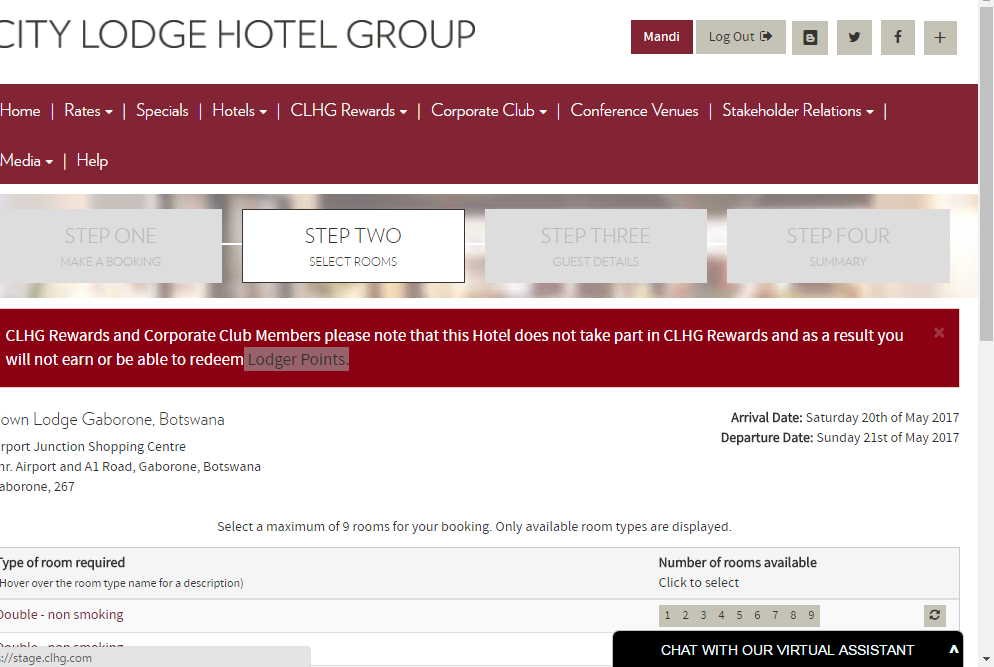 CITY LODGE HOTEL GROUP
Mandi
Log Out
f
+
Home | Rates | Specials | Hotels | CLHG Rewards | Corporate Club | Conference Venues | Stakeholder Relations |
Media | Help
STEP ONE
MAKE A BOOKING
STEP TWO
SELECT ROOMS
STEP THREE
GUEST DETAILS
STEP FOUR
SUMMARY
CLHG Rewards and Corporate Club Members please note that this Hotel does not take part in CLHG Rewards and as a result you
will not earn or be able to redeem Lodger Points.
×
own Lodge Gaborone, Botswana
rport Junction Shopping Centre
nr. Airport and A1 Road, Gaborone, Botswana
aborone, 267
Arrival Date: Saturday 20th of May 2017
Departure Date: Sunday 21st of May 2017
Select a maximum of 9 rooms for your booking. Only available room types are displayed.
Type of room required
(Hover over the room type name for a description)
Number of rooms available
Click to select
Double - non smoking
1 2 3 4 5 6 7 8 9
Double - non smoking
://stage.clhg.com
CHAT WITH OUR VIRTUAL ASSISTANT